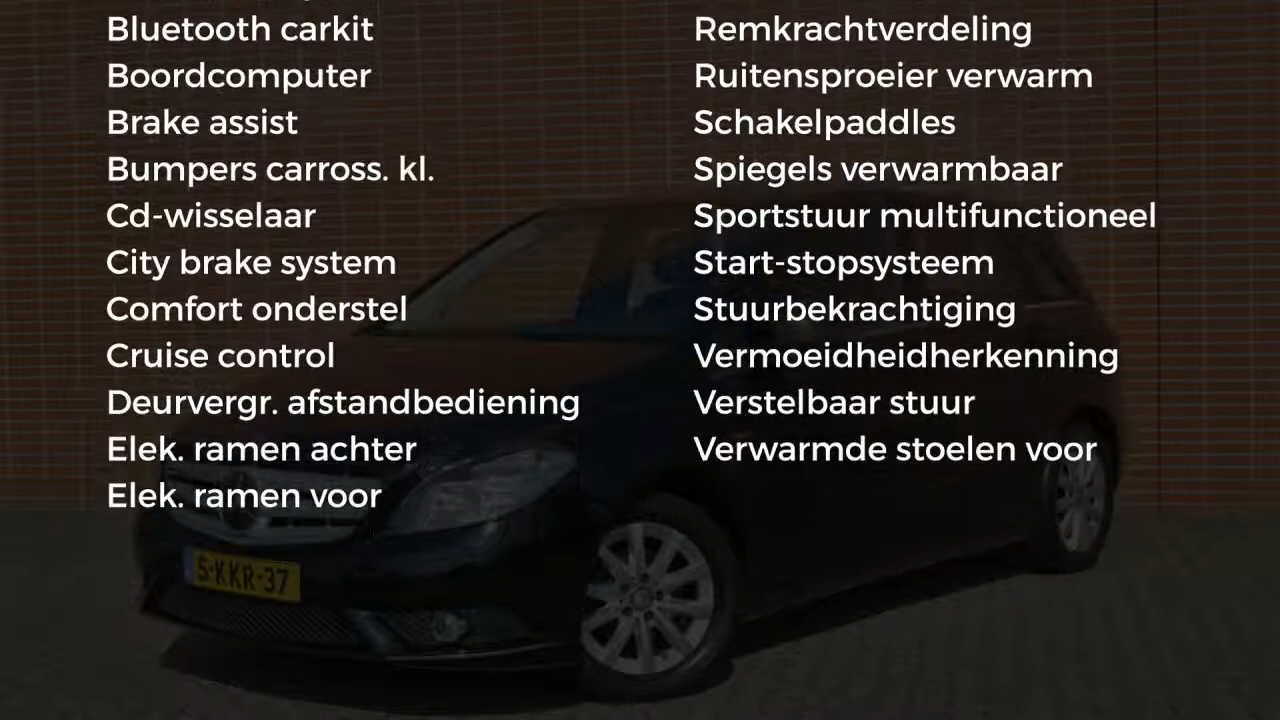 Bluetooth carkit
Boordcomputer
Brake assist
Bumpers carross. kl.
Cd-wisselaar
City brake system
Comfort onderstel
Cruise control
Deurvergr. afstandbediening
Elek. ramen achter
Elek. ramen voor
Remkrachtverdeling
Ruitensproeier verwarm
Schakelpaddles
Spiegels verwarmbaar
Sportstuur multifunctioneel
Start-stopsysteem
Stuurbekrachtiging
Vermoeidheidherkenning
Verstelbaar stuur
Verwarmde stoelen voor
5-KKR-37